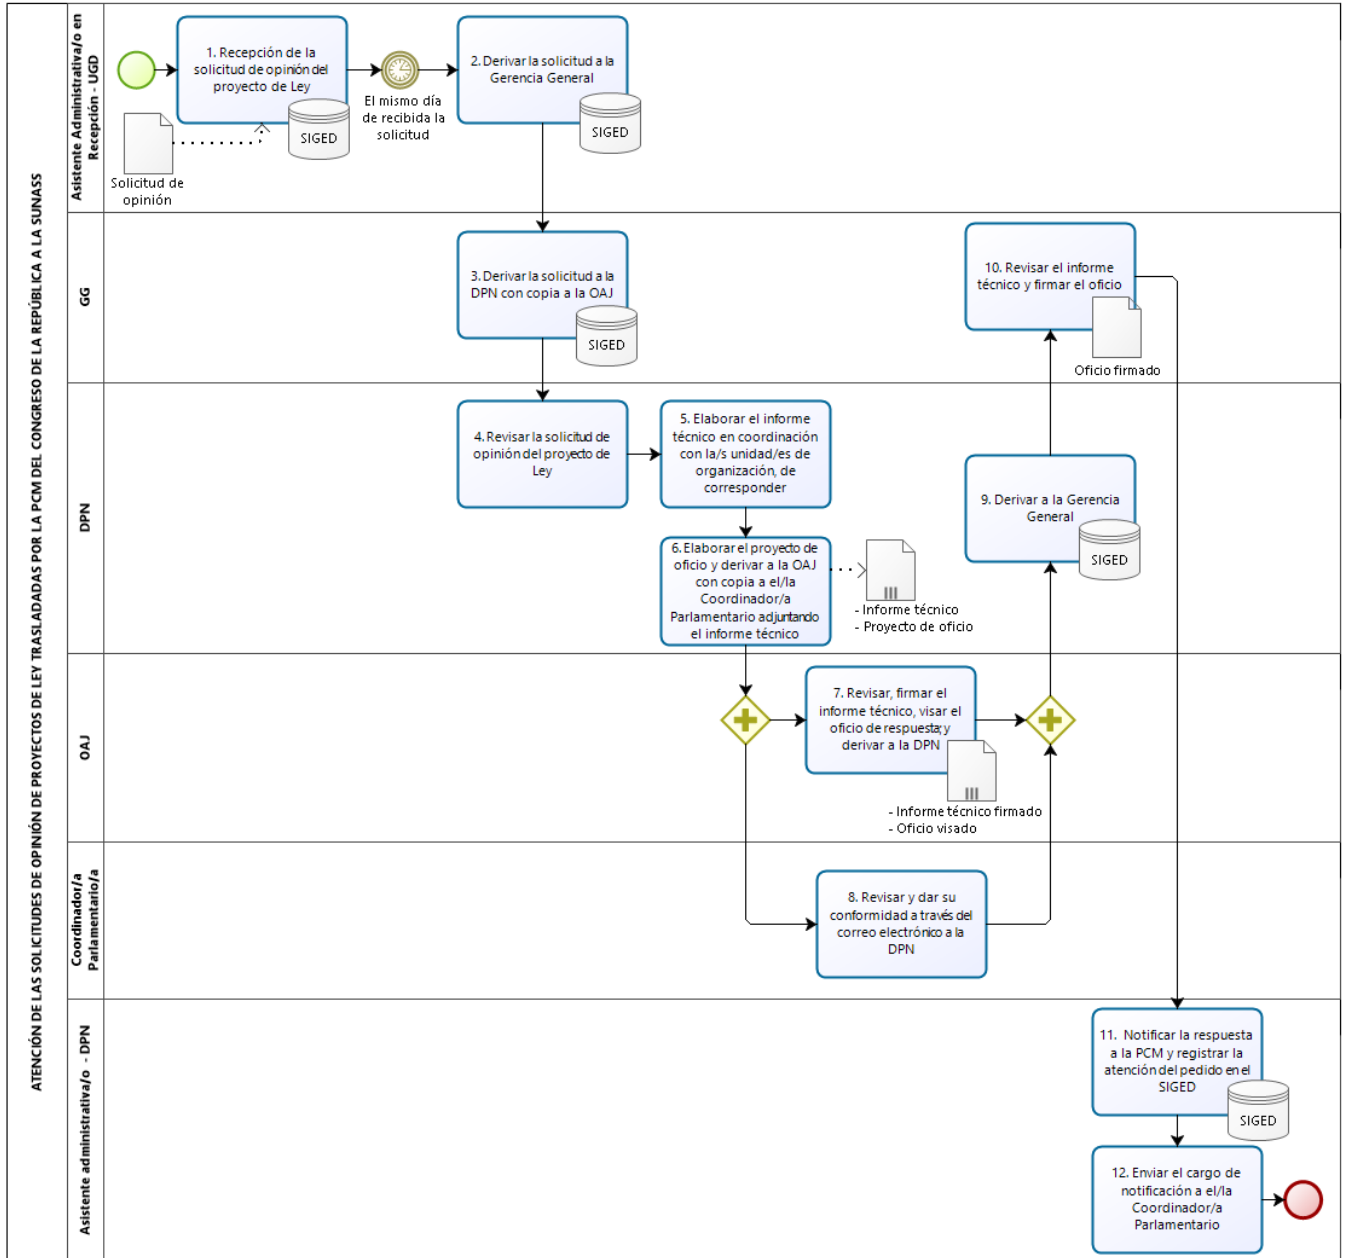 ATENCIÓN DE LAS SOLICITUDES DE OPINIÓN DE PROYECTOS DE LEY TRASLADADAS POR LA PCM DEL CONGRESO DE LA REPÚBLICA A LA SUNASS
Asistente Administrativa/o en
Recepción - UGD
1. Recepción de la
solicitud de opinión del
proyecto de Ley
SIGED
Solicitud de
opinión
El mismo día
de recibida la
solicitud
2. Derivar la solicitud a la
Gerencia General
SIGED
GG
3. Derivar la solicitud a la
DPN con copia a la OAJ
SIGED
10. Revisar el informe
técnico y firmar el oficio
Oficio firmado
DPN
4. Revisar la solicitud de
opinión del proyecto de
Ley
5. Elaborar el informe
técnico en coordinación
con la/s unidad/es de
organización, de
corresponder
6. Elaborar el proyecto de
oficio y derivar a la OAJ
con copia a el/la
Coordinador/a
Parlamentario adjuntando
el informe técnico
- Informe técnico
- Proyecto de oficio
9. Derivar a la Gerencia
General
SIGED
OAJ
7. Revisar, firmar el
informe técnico, visar el
oficio de respuesta; y
derivar a la DPN
- Informe técnico firmado
- Oficio visado
Coordinador/a
Parlamentario/a
8. Revisar y dar su
conformidad a través del
correo electrónico a la
DPN
Asistente administrativa/o - DPN
11. Notificar la respuesta
a la PCM y registrar la
atención del pedido en el
SIGED
SIGED
12. Enviar el cargo de
notificación a el/la
Coordinador/a
Parlamentario